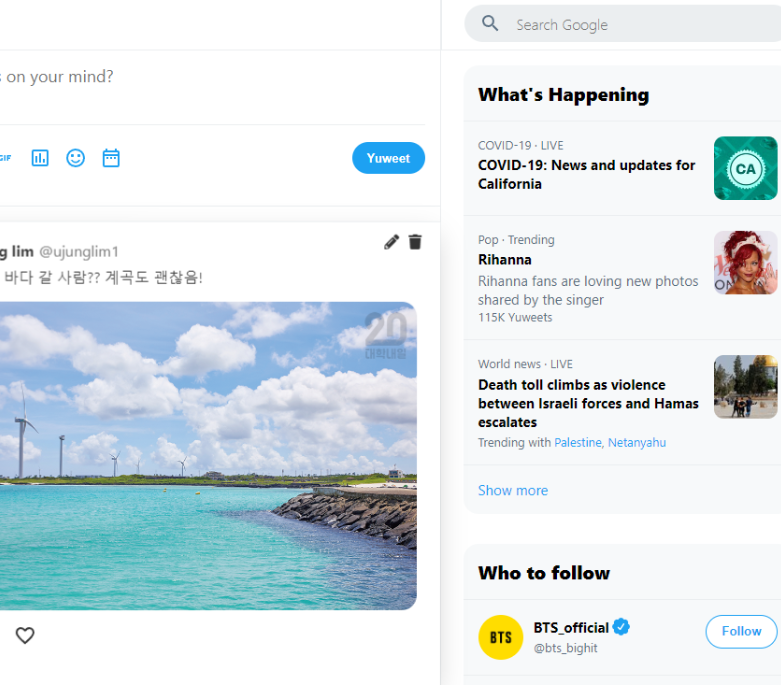 Search Google
on your mind?
GIF
Yuweet
lim @ujunglim1
바다 갈 사람?? 계곡도 괜찮음!
20
대학내일
What's Happening
COVID-19 · LIVE
COVID-19: News and updates for
California
CA
Pop · Trending
Rihanna
Rihanna fans are loving new photos
shared by the singer
115K Yuweets
World news · LIVE
Death toll climbs as violence
between Israeli forces and Hamas
escalates
Trending with Palestine, Netanyahu
Show more
Who to follow
BTS
BTS_official
@bts_bighit
Follow